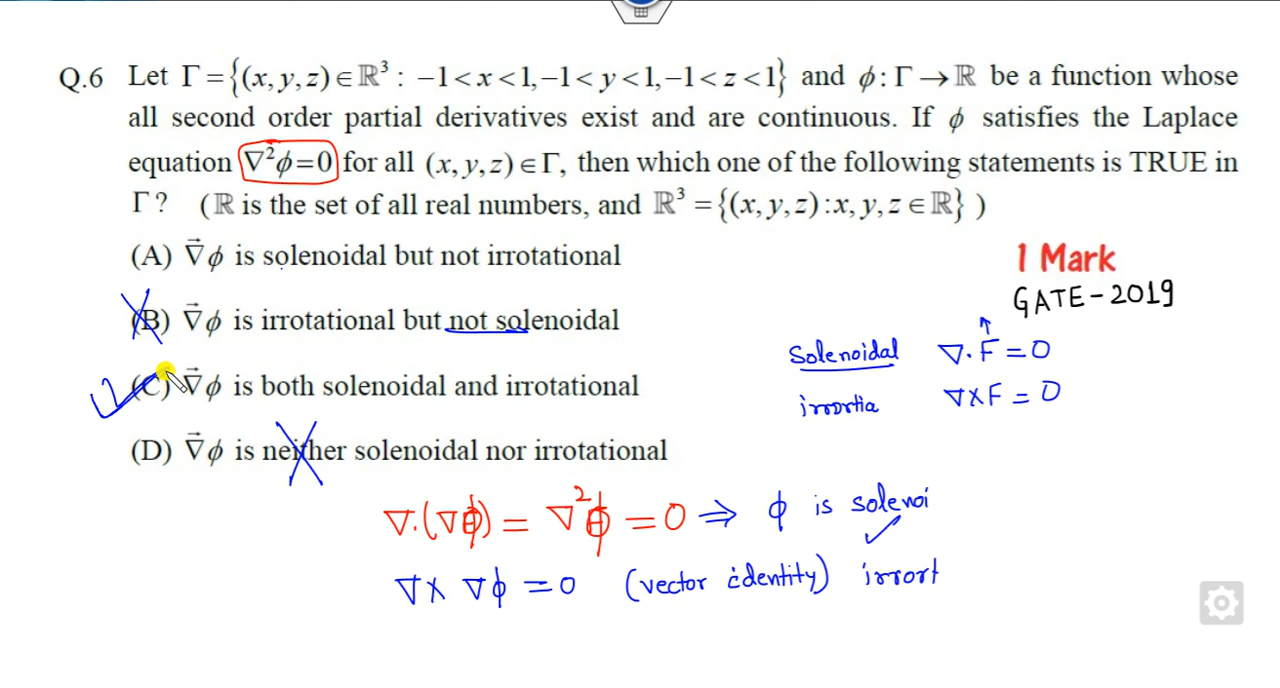 Q.6 Let Γ={(x, y, z)∈ℝ³ : −1<x<1, −1<y<1, −1<z<1} and ϕ:Γ→ℝ be a function whose
all second order partial derivatives exist and are continuous. If ϕ satisfies the Laplace
equation ∇²ϕ=0 for all (x, y, z)∈Γ, then which one of the following statements is TRUE in
Γ? (ℝ is the set of all real numbers, and ℝ³ ={(x, y, z):x, y, z∈ℝ} )
(A) ∇⃗ϕ is solenoidal but not irrotational
1 Mark
GATE-2019
(B) ∇⃗ϕ is irrotational but not solenoidal
Solenoidal ∇.F = 0
(C) ∇⃗ϕ is both solenoidal and irrotational
irrortia ∇×F = 0
(D) ∇⃗ϕ is neither solenoidal nor irrotational
∇.(∇ϕ) = ∇²ϕ = 0 ⇒ ϕ is solenoi
∇× ∇ϕ = 0 (vector identity) irrort